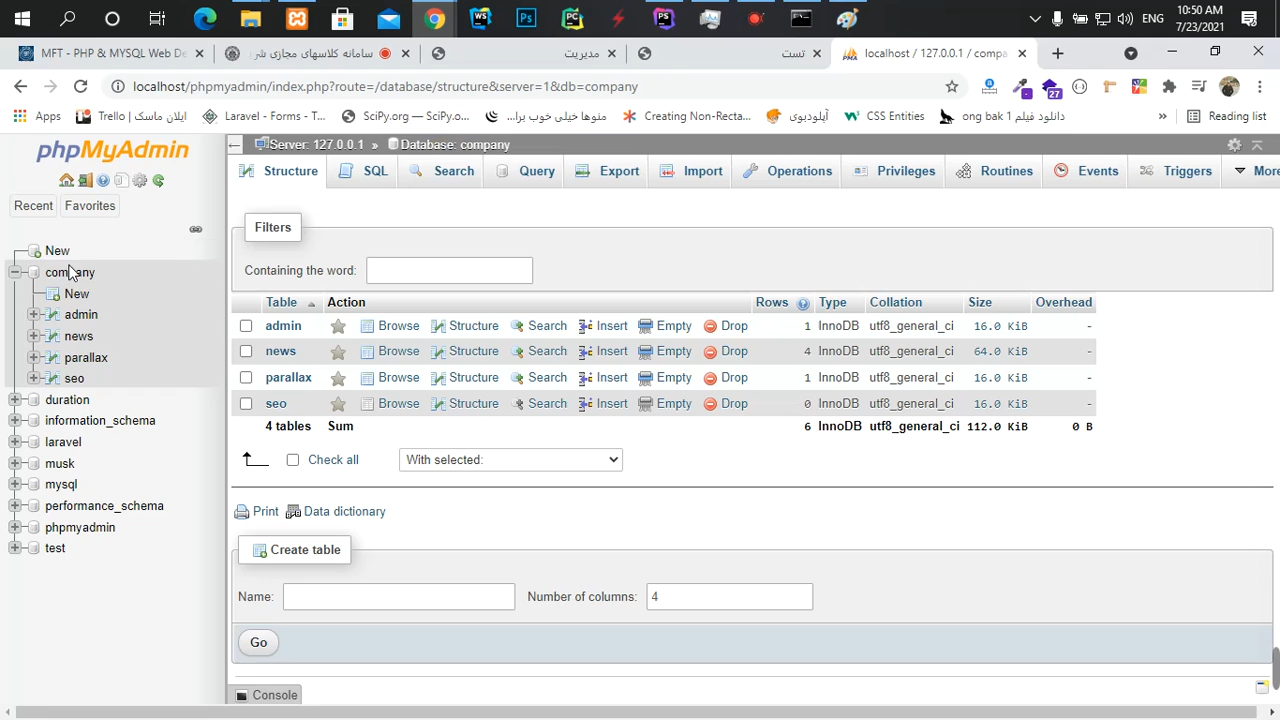 ENG
10:50 AM
7/23/2021
MFT - PHP & MYSQL Web De
سامانه کلاسهای مجازی شر
مدیریت
تست
localhost / 127.0.0.1 / compa
localhost/phpmyadmin/index.php?route=/database/structure&server=1&db=company
27
Apps
Trello | ایلان ماسک
Laravel - Forms - T...
SciPy.org — SciPy.o...
منوها خیلی خوب برا...
Creating Non-Recta...
آپلودبوی
CSS Entities
دانلود فیلم ong bak 1
Reading list
phpMyAdmin
Recent
Favorites
New
company
New
admin
news
parallax
seo
duration
information_schema
laravel
musk
mysql
performance_schema
phpmyadmin
test
Server: 127.0.0.1 » Database: company
Structure
SQL
Search
Query
Export
Import
Operations
Privileges
Routines
Events
Triggers
More
Filters
Containing the word:
Table Action Rows Type Collation Size Overhead
admin Browse Structure Search Insert Empty Drop 1 InnoDB utf8_general_ci 16.0 KiB -
news Browse Structure Search Insert Empty Drop 4 InnoDB utf8_general_ci 64.0 KiB -
parallax Browse Structure Search Insert Empty Drop 1 InnoDB utf8_general_ci 16.0 KiB -
seo Browse Structure Search Insert Empty Drop 0 InnoDB utf8_general_ci 16.0 KiB -
4 tables Sum 6 InnoDB utf8_general_ci 112.0 KiB 0 B
Check all With selected:
Print Data dictionary
Create table
Name: Number of columns: 4
Go
Console